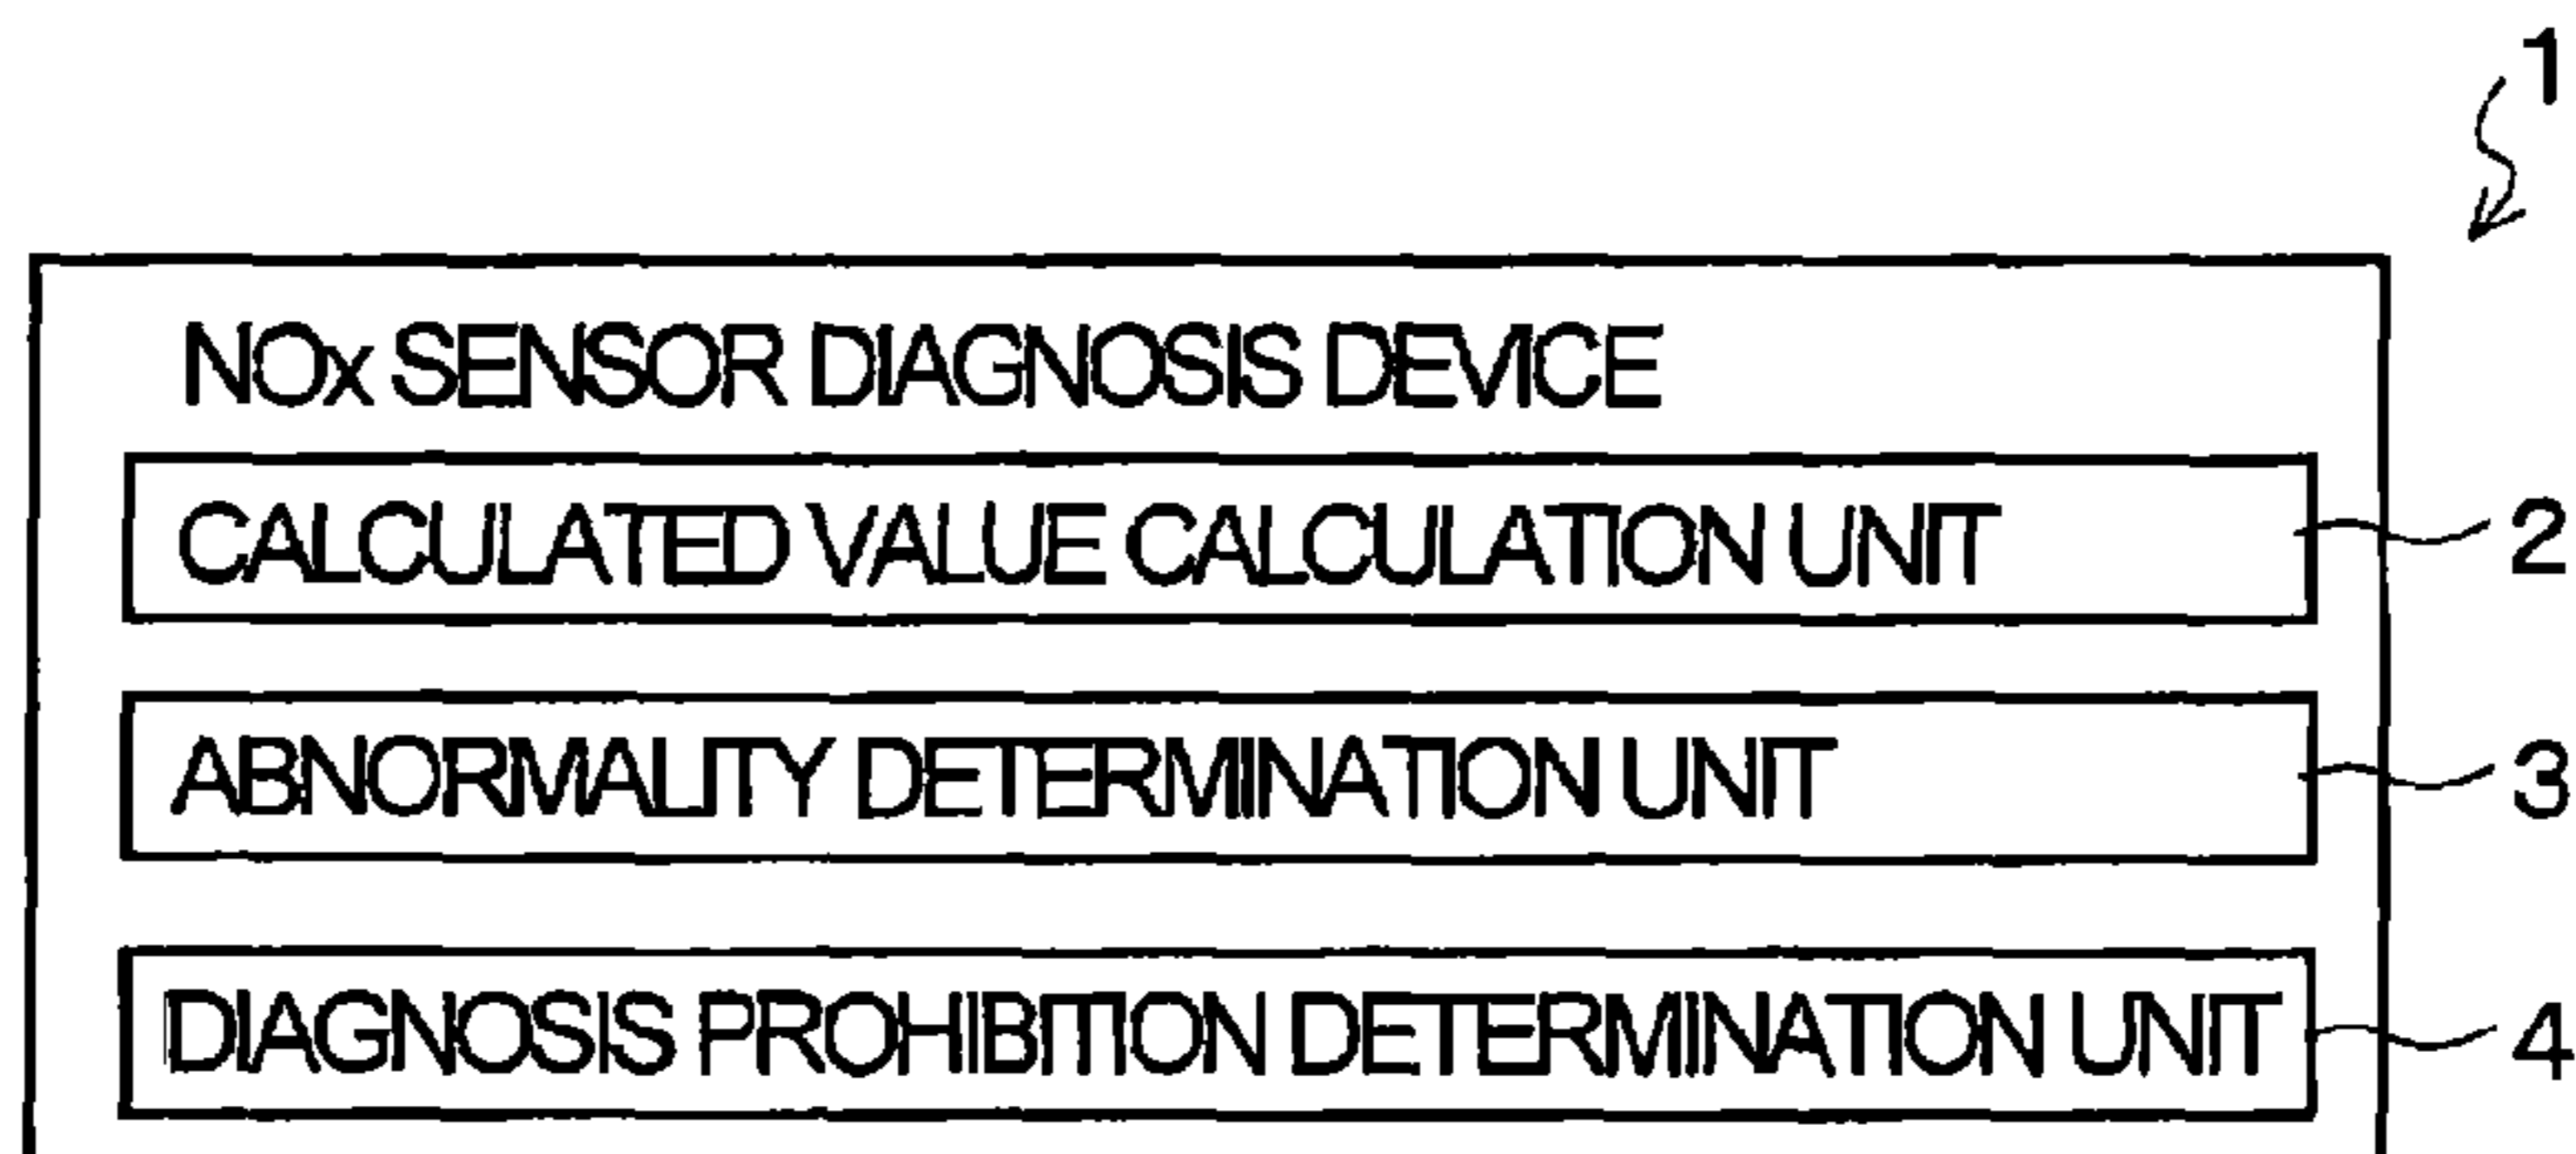 1
NOx SENSOR DIAGNOSIS DEVICE
CALCULATED VALUE CALCULATION UNIT 2
ABNORMALITY DETERMINATION UNIT 3
DIAGNOSIS PROHIBITION DETERMINATION UNIT 4